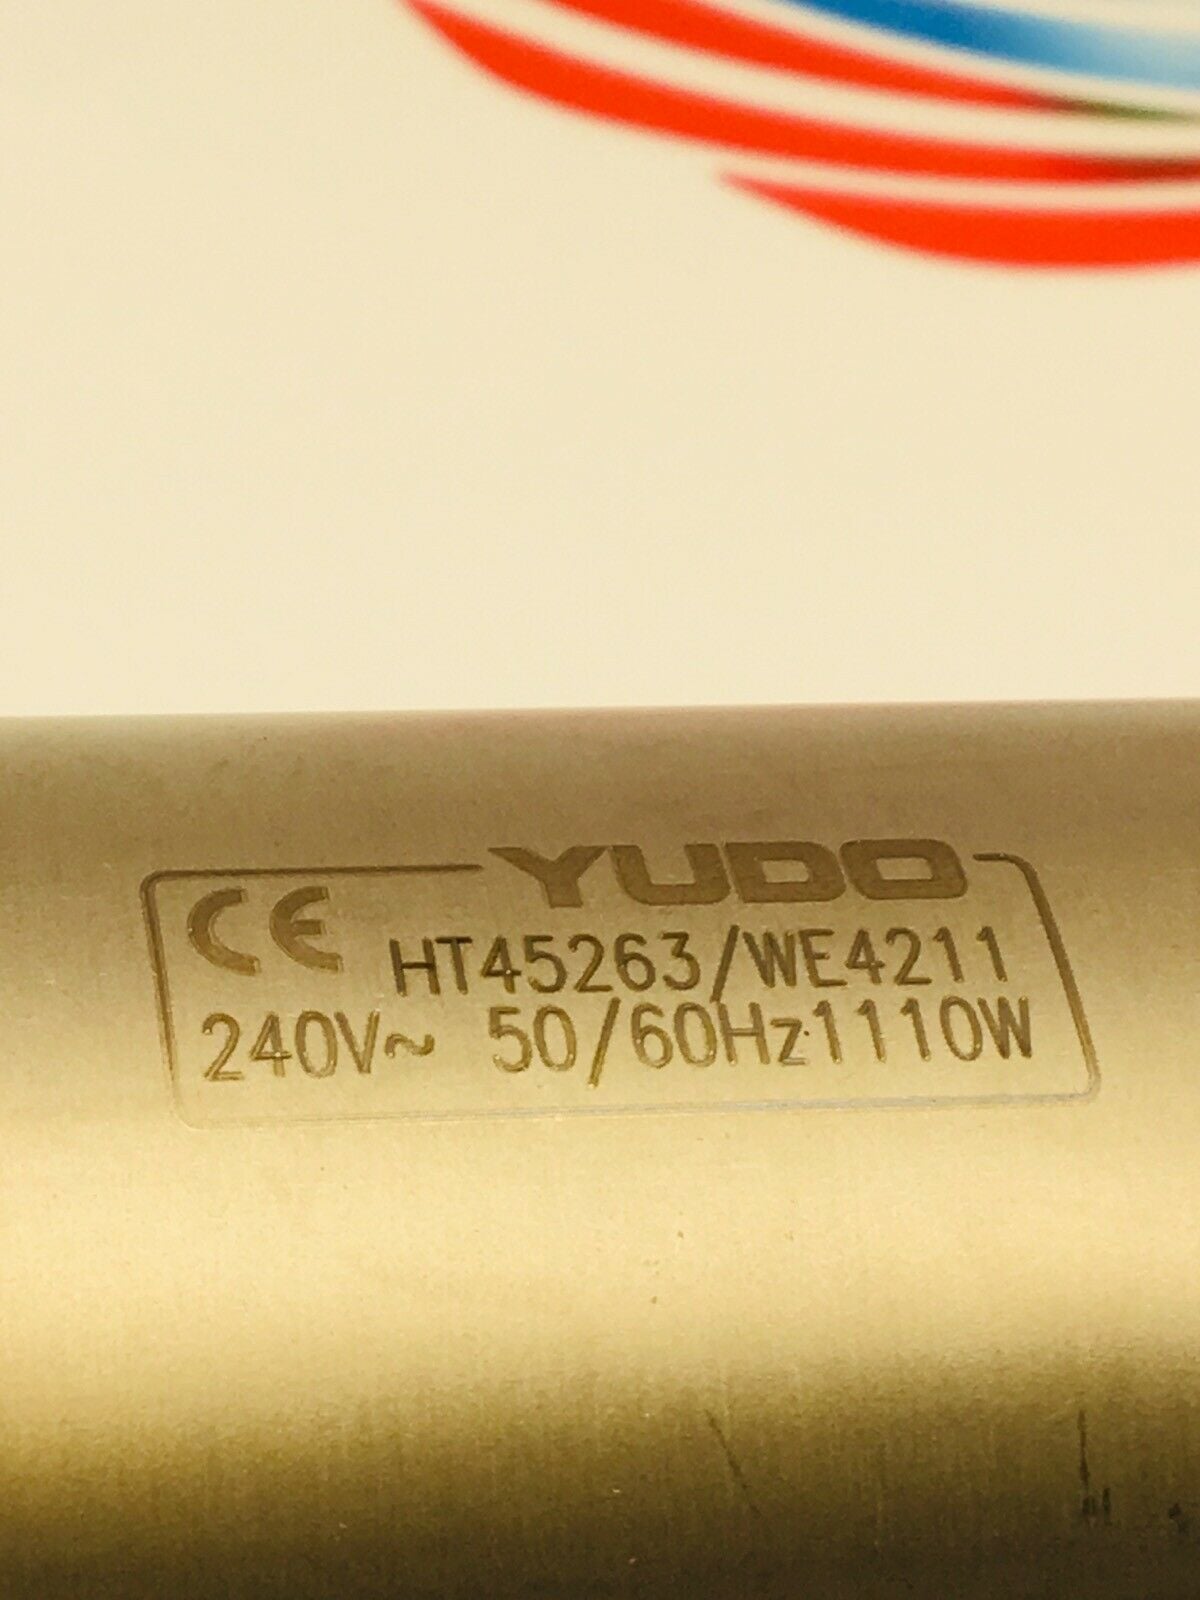 YUDO
CE HT45263/WE4211
240V~ 50/60Hz 1110W